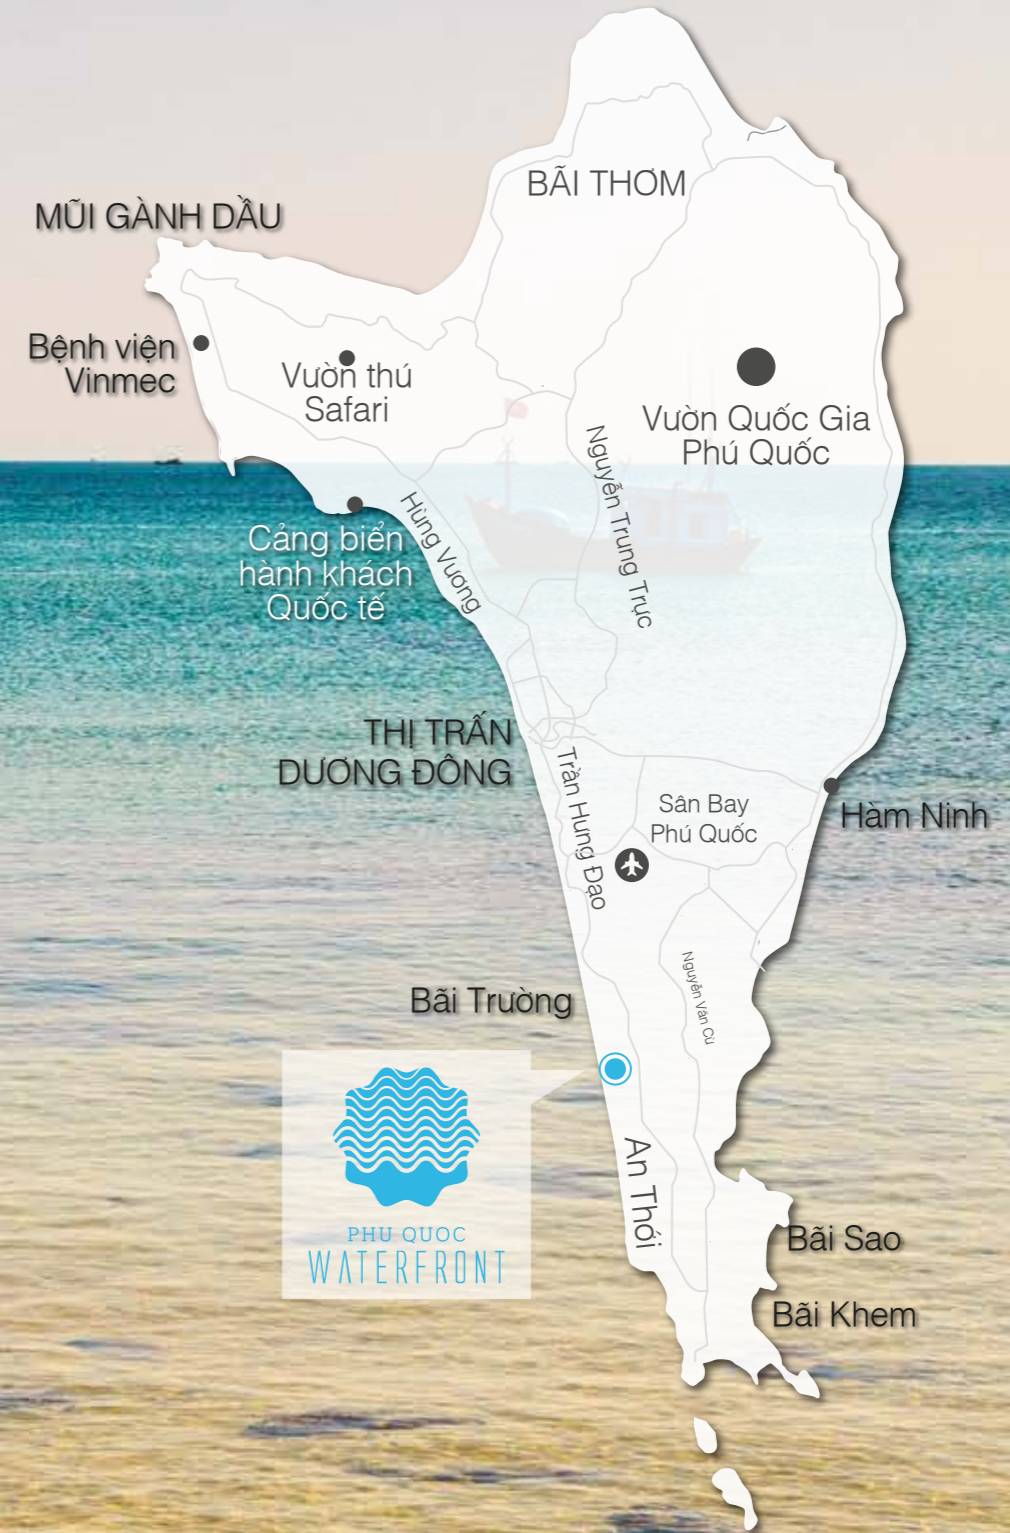 BÃI THƠM
MŨI GÀNH DẦU
Bệnh viện
Vinmec
Vườn thú
Safari
Vườn Quốc Gia
Phú Quốc
Nguyễn Trung Trực
Hùng Vương
Cảng biển
hành khách
Quốc tế
THỊ TRẤN
DƯƠNG ĐÔNG
Trần Hưng Đạo
Sân Bay
Phú Quốc
Hàm Ninh
Nguyễn Văn Cừ
Bãi Trường
PHU QUOC
WATERFRONT
An Thới
Bãi Sao
Bãi Khem